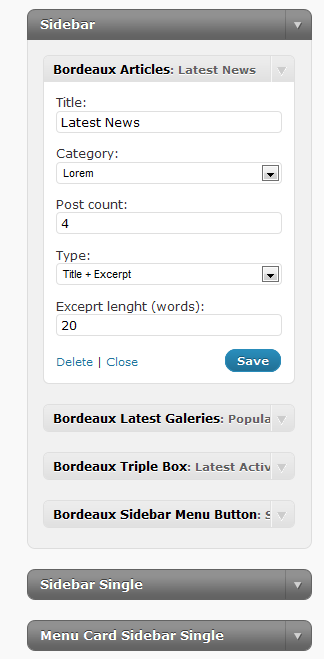 Sidebar
Bordeaux Articles: Latest News
Title:
Latest News
Category:
Lorem
Post count:
4
Type:
Title + Excerpt
Exceprt lenght (words):
20
Delete | Close Save
Bordeaux Latest Galeries: Popula
Bordeaux Triple Box: Latest Activ
Bordeaux Sidebar Menu Button: S
Sidebar Single
Menu Card Sidebar Single